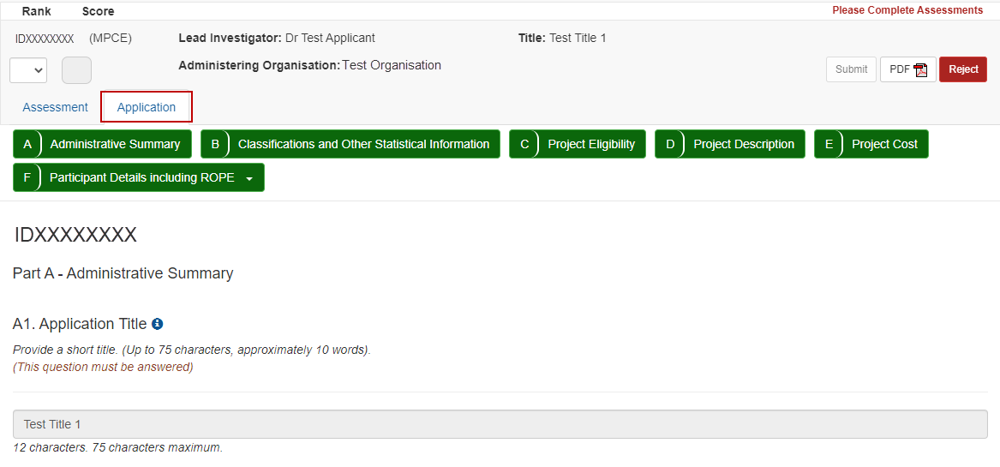 Rank Score Please Complete Assessments
IDXXXXXXX (MPCE) Lead Investigator: Dr Test Applicant Title: Test Title 1
Administering Organisation: Test Organisation Submit PDF Reject
Assessment Application
A Administrative Summary B Classifications and Other Statistical Information C Project Eligibility D Project Description E Project Cost
F Participant Details including ROPE
IDXXXXXXXX
Part A - Administrative Summary
A1. Application Title
Provide a short title. (Up to 75 characters, approximately 10 words).
(This question must be answered)
Test Title 1
12 characters. 75 characters maximum.